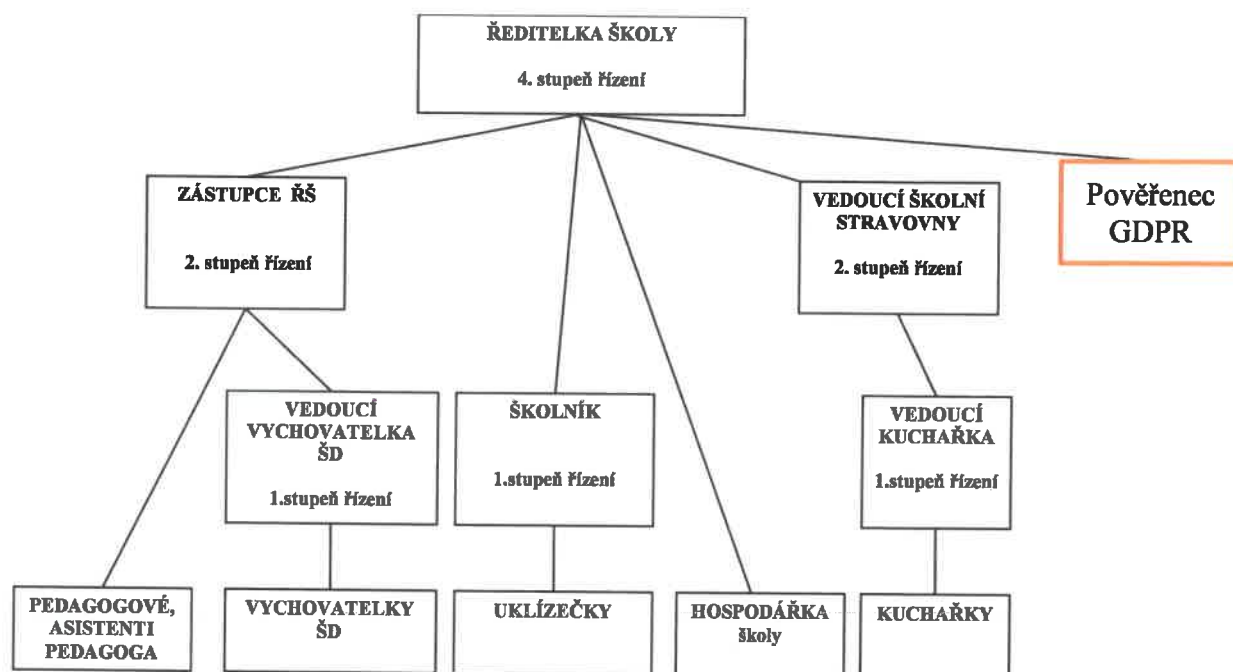 ŘEDITELKA ŠKOLY
4. stupeň řízení
ZÁSTUPCE ŘŠ
2. stupeň řízení
VEDOUCÍ ŠKOLNÍ
STRAVOVNY
2. stupeň řízení
Pověřenec
GDPR
VEDOUCÍ
VYCHOVATELKA
ŠD
1.stupeň řízení
ŠKOLNÍK
1.stupeň řízení
VEDOUCÍ
KUCHAŘKA
1.stupeň řízení
PEDAGOGOVÉ,
ASISTENTI
PEDAGOGA
VYCHOVATELKY
ŠD
UKLÍZEČKY
HOSPODÁŘKA
školy
KUCHAŘKY